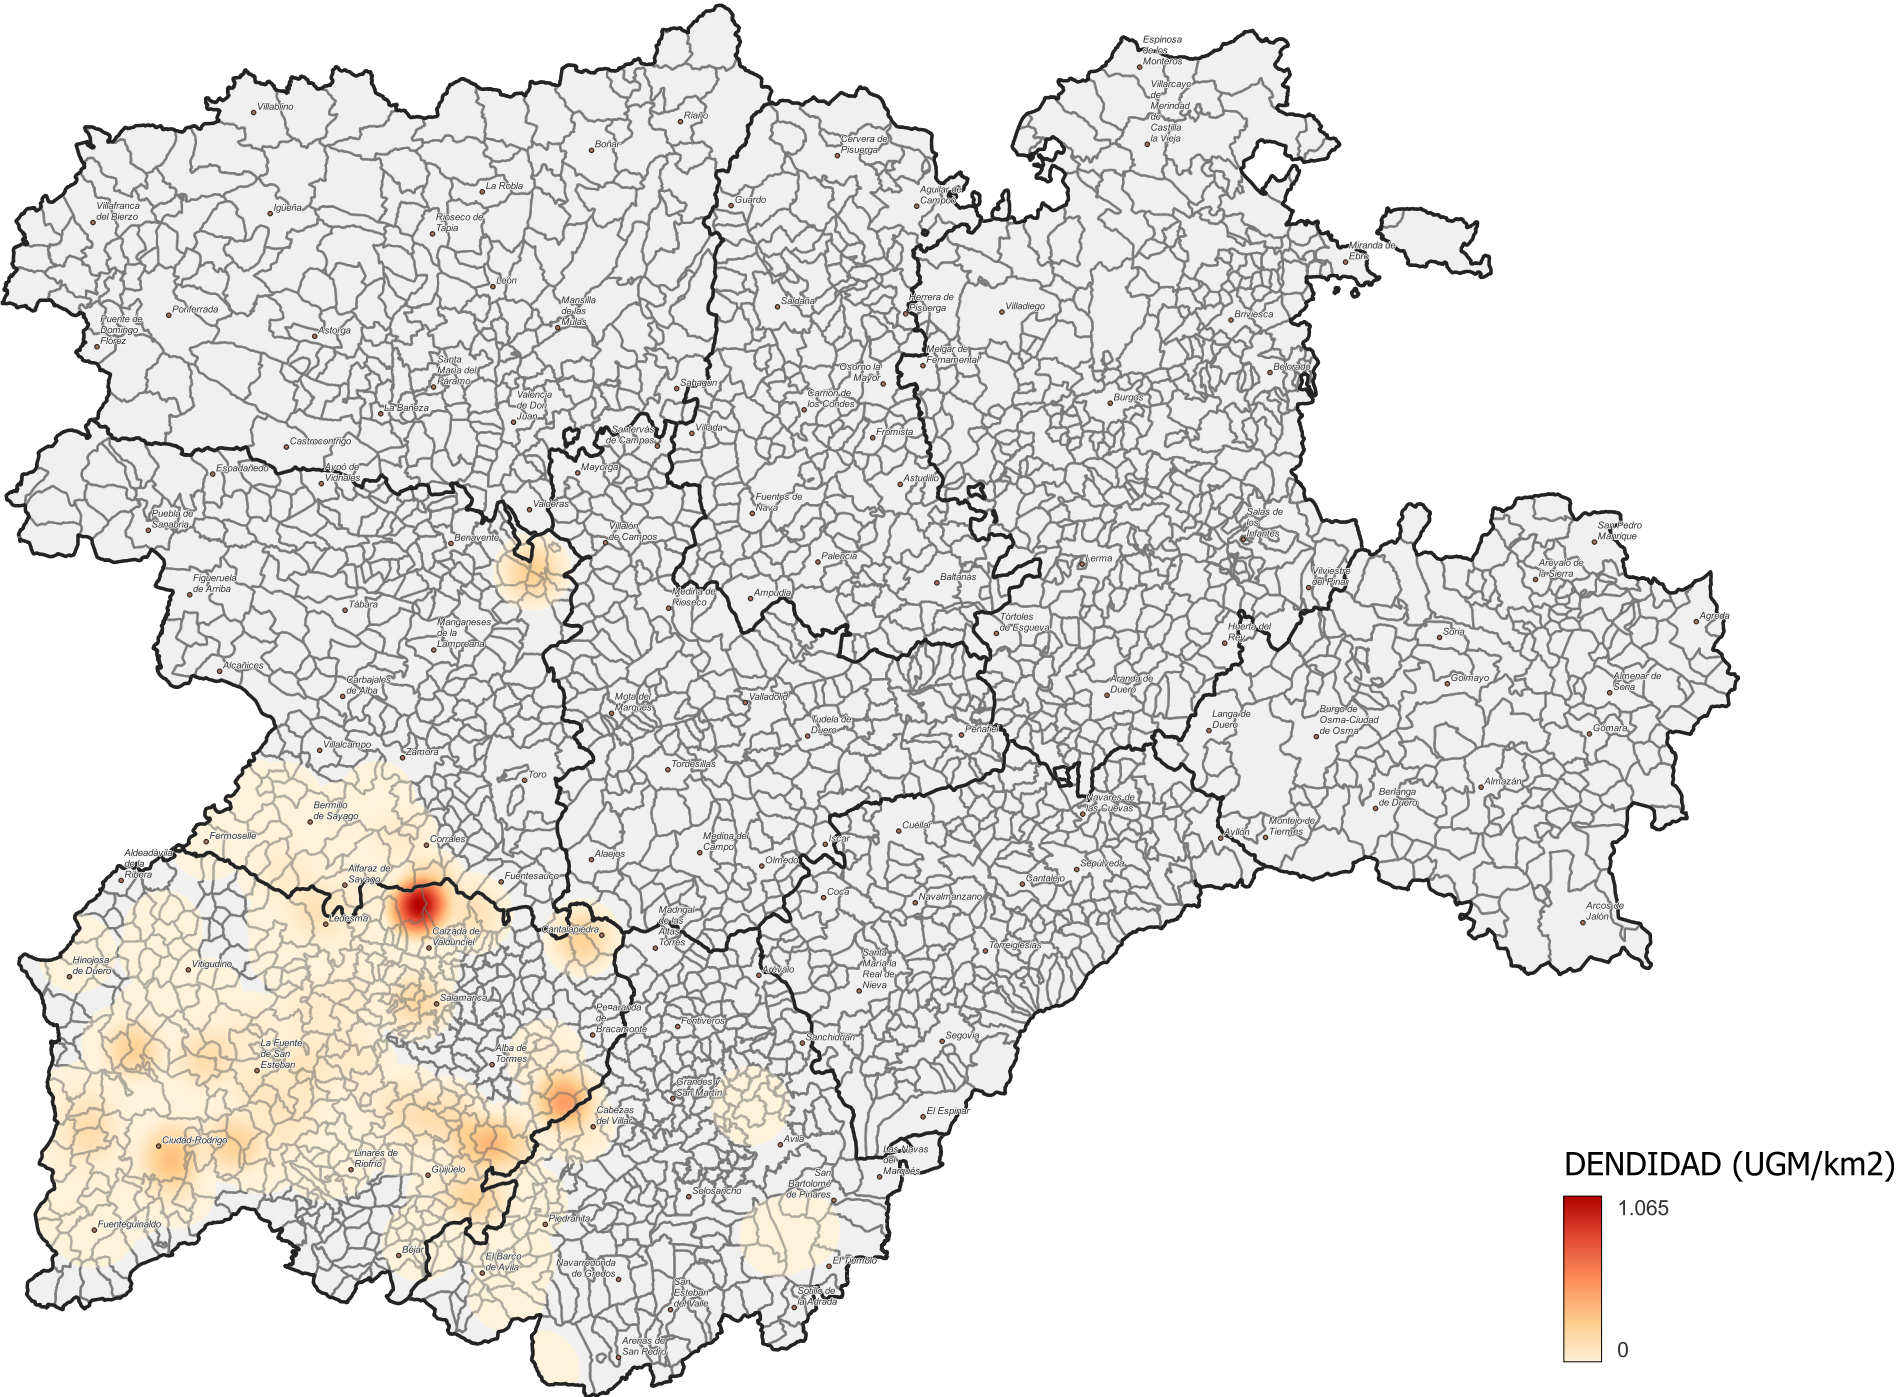 Espinosa
de los
Monteros
Villarcayo
de
Merindad
de
Castilla
la Vieja
Villablino
Riaño
Boñar
Cervera de
Pisuerga
La Robla
Aguilar de
Campoo
Guardo
Villafranca
del Bierzo
Igüeña
Rioseco de
Tapia
Miranda de
Ebro
León
Mansilla
de las
Mulas
Saldaña
Herrera de
Pisuerga
Villadiego
Briviesca
Ponferrada
Puente de
Domingo
Flórez
Astorga
Melgar de
Fernamental
Santa
María del
Páramo
Osorno la
Mayor
Belorado
Sahagún
Carrión de
los Condes
Burgos
Valencia
de Don
Juan
La Bañeza
Santervás
de Campos
Villada
Frómista
Castrocontrigo
Espadañedo
Ayoó de
Vidriales
Mayorga
Astudillo
Valderas
Fuentes de
Nava
Salas de
los
Infantes
San Pedro
Manrique
Puebla de
Sanabria
Villalón
de Campos
Benavente
Palencia
Lerma
Arévalo de
la Sierra
Vilviestre
del Pinar
Figueruela
de Arriba
Baltanás
Ampudia
Medina de
Rioseco
Tábara
Tórtoles
de Esgueva
Huerta del
Rey
Soria
Agreda
Manganeses
de la
Lampreana
Alcañices
Carbajales
de Alba
Aranda de
Duero
Golmayo
Almenar de
Soria
Mota del
Marqués
Valladolid
Tudela de
Duero
Peñafiel
Langa de
Duero
Burgo de
Osma-Ciudad
de Osma
Gómara
Villalcampo
Zamora
Toro
Tordesillas
Almazán
Berlanga
de Duero
Navares de
las Cuevas
Bermillo
de Sayago
Cuéllar
Ayllón
Montejo de
Tiermes
Fermoselle
Corrales
Medina del
Campo
Iscar
Alaejos
Olmedo
Sepúlveda
Aldeadávila
de la
Ribera
Alfaraz de
Sayago
Fuentesaúco
Cantalejo
Coca
Navalmanzano
Ledesma
Calzada de
Valdunciel
Cantalapiedra
Madrigal
de las
Altas
Torres
Arcos de
Jalón
Hinojosa
de Duero
Vitigudino
Arévalo
Santa
María la
Real de
Nieva
Torreiglesias
Salamanca
Peñaranda
de
Bracamonte
Fontiveros
Sanchidrián
Segovia
La Fuente
de San
Esteban
Alba de
Tormes
Grandes y
San Martín
Cabezas
del Villar
El Espinar
Ciudad-Rodrigo
Linares de
Riofrío
Guijuelo
Avila
Las Navas
del
Marqués
San
Bartolomé
de Pinares
Solosancho
Fuenteguinaldo
Piedrahíta
Béjar
El Barco
de Avila
Navarredonda
de Gredos
El Tiemblo
San
Esteban
del Valle
Sotillo de
la Adrada
Arenas de
San Pedro
DENDIDAD (UGM/km2)
1.065
0